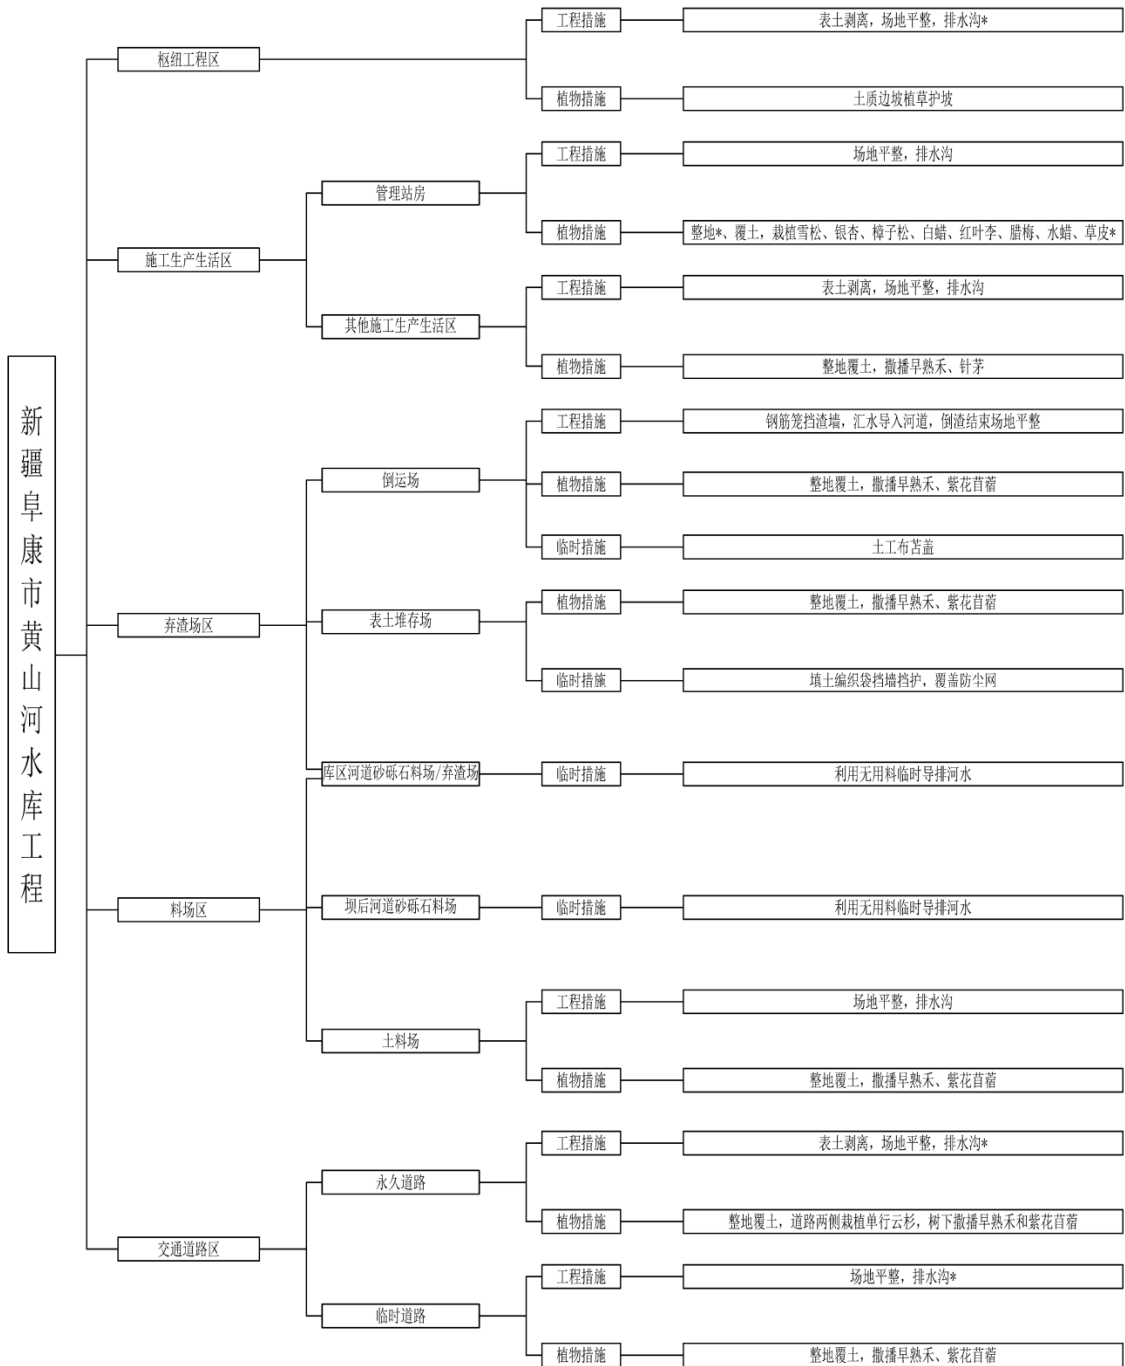 新疆阜康市黄山河水库工程
枢纽工程区
工程措施
表土剥离，场地平整，排水沟*
植物措施
土质边坡植草护坡
施工生产生活区
管理站房
工程措施
场地平整，排水沟
植物措施
整地*、覆土，栽植雪松、银杏、樟子松、白蜡、红叶李、腊梅、水蜡、草皮*
其他施工生产生活区
工程措施
表土剥离，场地平整，排水沟
植物措施
整地覆土，撒播早熟禾、针茅
弃渣场区
倒运场
工程措施
钢筋笼挡渣墙，汇水导入河道，倒渣结束场地平整
植物措施
整地覆土，撒播早熟禾、紫花苜蓿
临时措施
土工布苫盖
表土堆存场
植物措施
整地覆土，撒播早熟禾、紫花苜蓿
临时措施
填土编织袋挡墙挡护，覆盖防尘网
库区河道砂砾石料场/弃渣场
临时措施
利用无用料临时导排河水
料场区
坝后河道砂砾石料场
临时措施
利用无用料临时导排河水
土料场
工程措施
场地平整，排水沟
植物措施
整地覆土，撒播早熟禾、紫花苜蓿
交通道路区
永久道路
工程措施
表土剥离，场地平整，排水沟*
植物措施
整地覆土，道路两侧栽植单行云杉，树下撒播早熟禾和紫花苜蓿
临时道路
工程措施
场地平整，排水沟*
植物措施
整地覆土，撒播早熟禾、紫花苜蓿